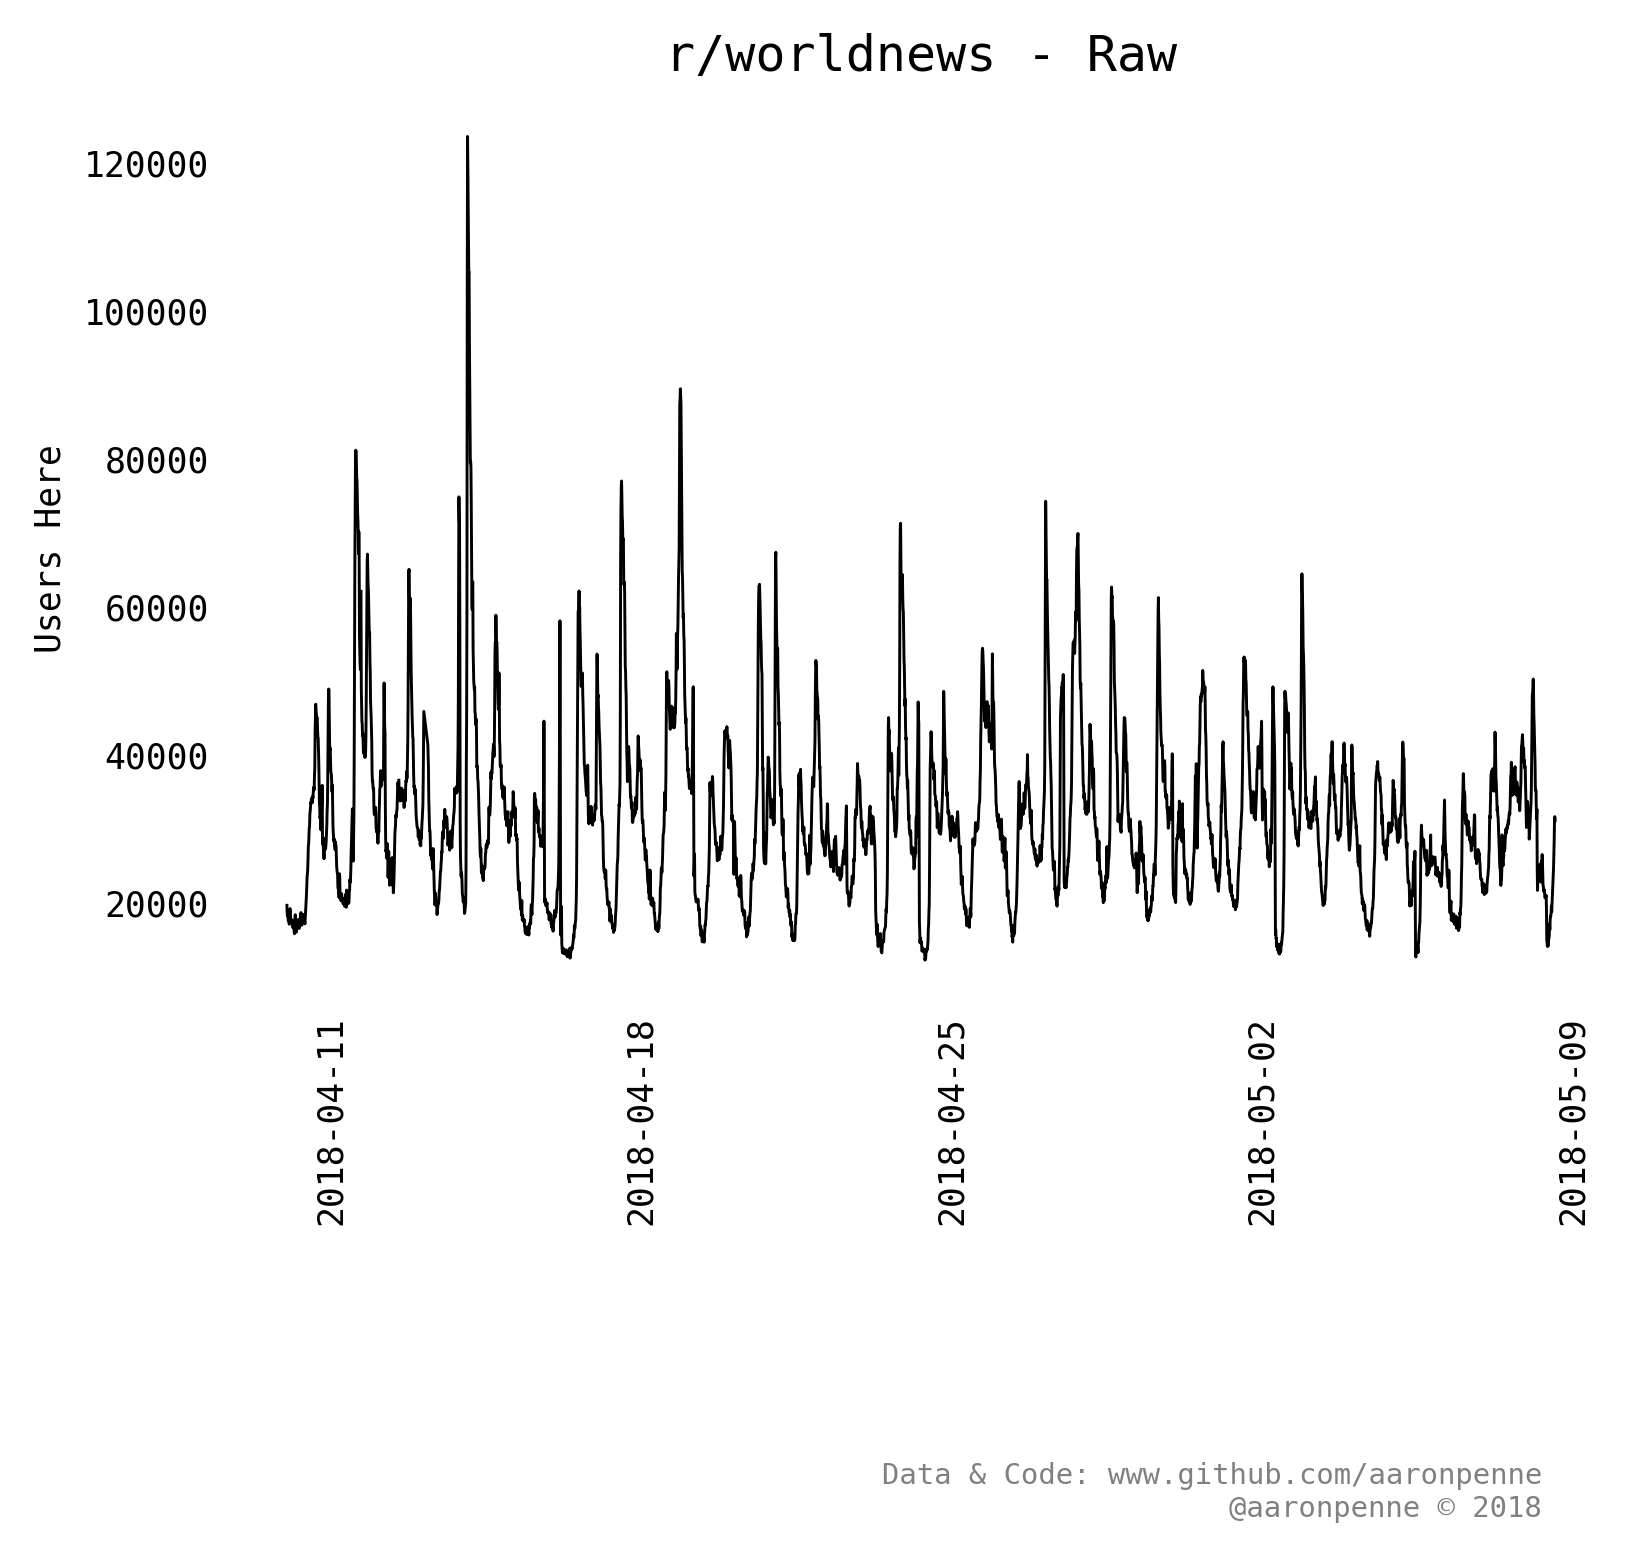 r/worldnews - Raw
120000
100000
80000
60000
40000
20000
Users Here
2018-04-11
2018-04-18
2018-04-25
2018-05-02
2018-05-09
Data & Code: www.github.com/aaronpenne
@aaronpenne © 2018